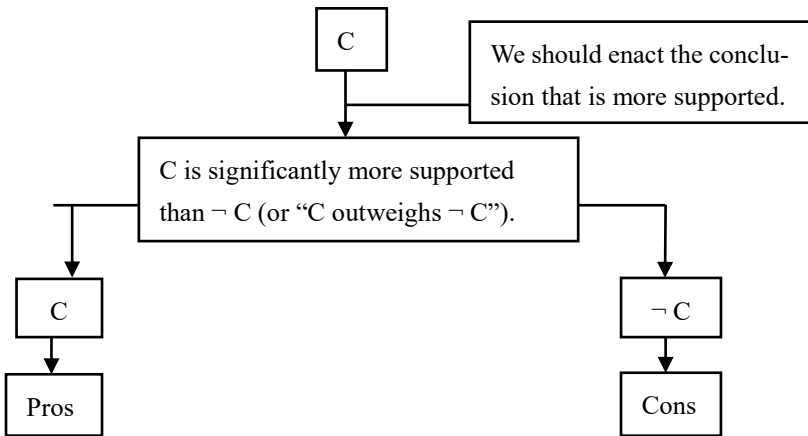 C
We should enact the conclu-
sion that is more supported.
C is significantly more supported
than ¬ C (or “C outweighs ¬ C”).
C
¬ C
Pros
Cons